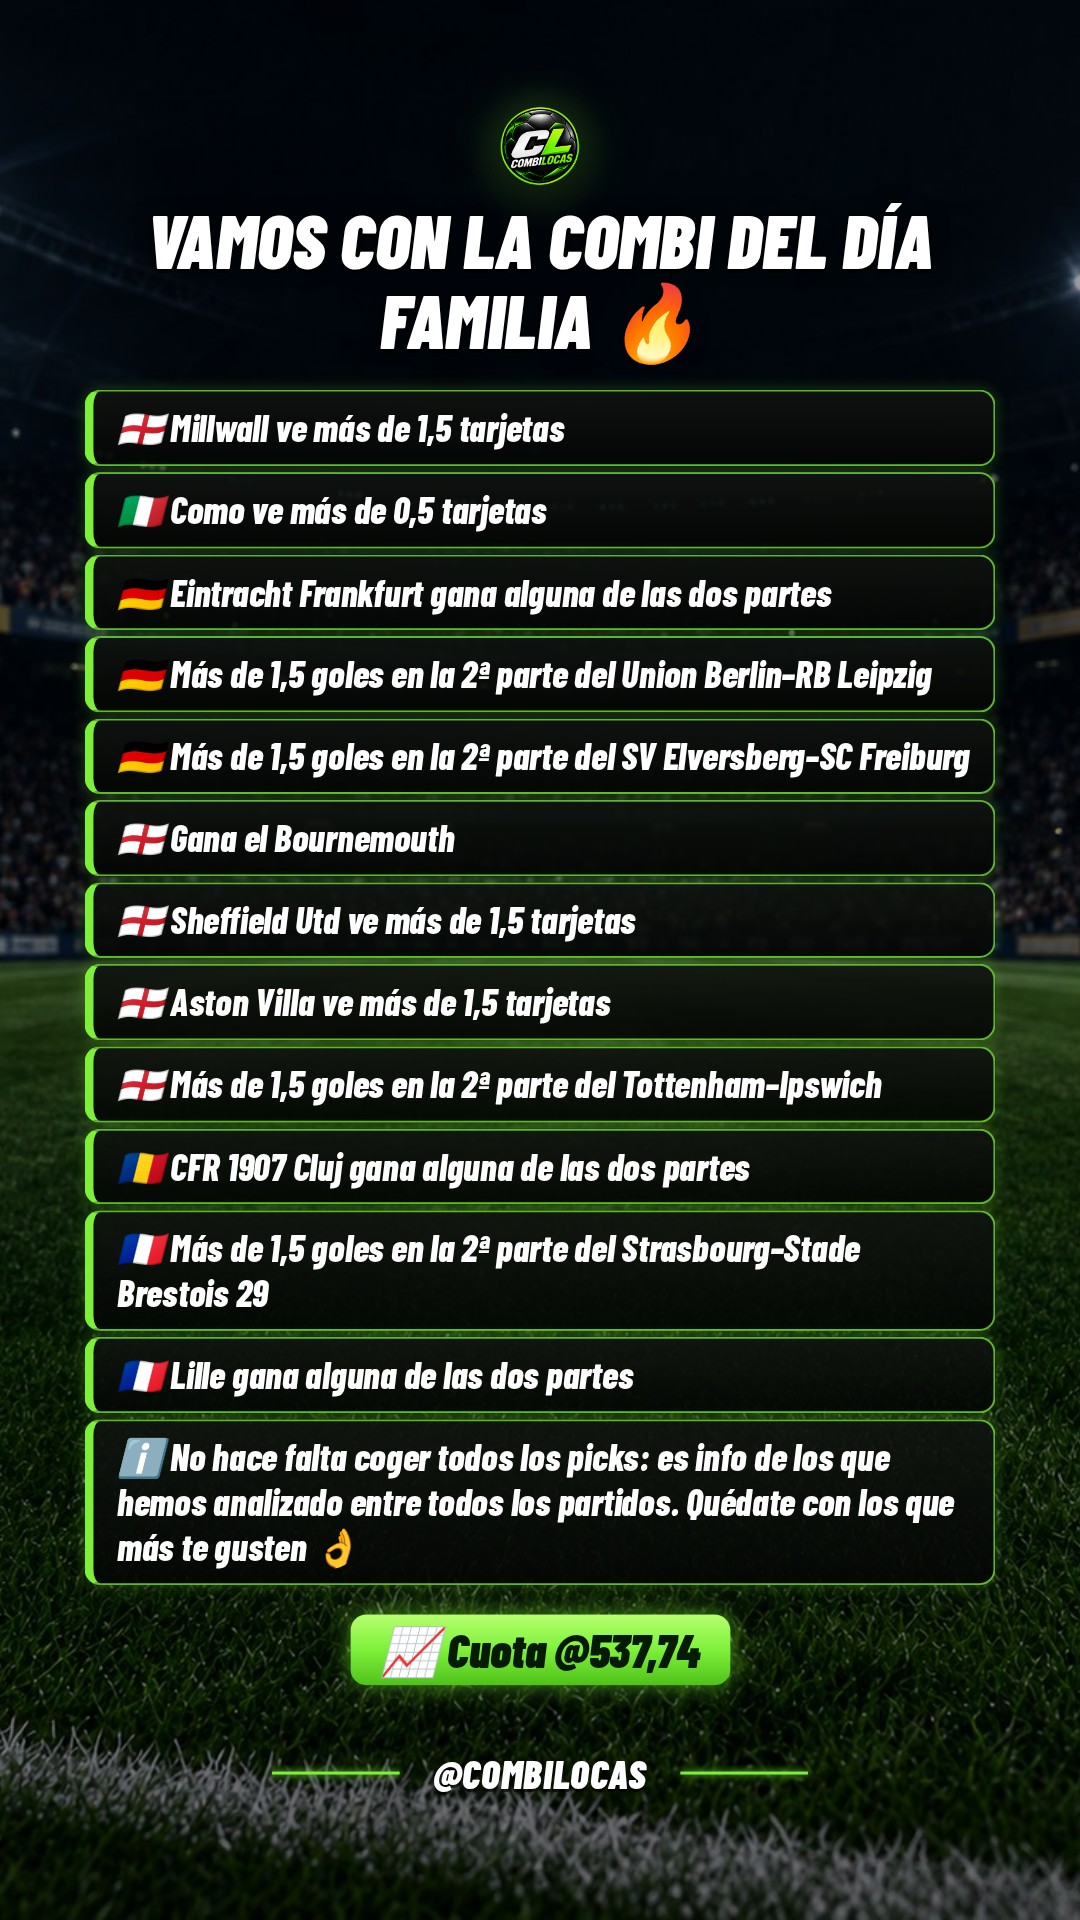 CL
COMBILOCAS
VAMOS CON LA COMBI DEL DÍA
FAMILIA 🔥
🏴󠁧󠁢󠁥󠁮󠁧󠁿Millwall ve más de 1,5 tarjetas
🇮🇹Como ve más de 0,5 tarjetas
🇩🇪Eintracht Frankfurt gana alguna de las dos partes
🇩🇪Más de 1,5 goles en la 2ª parte del Union Berlin–RB Leipzig
🇩🇪Más de 1,5 goles en la 2ª parte del SV Elversberg–SC Freiburg
🏴󠁧󠁢󠁥󠁮󠁧󠁿Gana el Bournemouth
🏴󠁧󠁢󠁥󠁮󠁧󠁿Sheffield Utd ve más de 1,5 tarjetas
🏴󠁧󠁢󠁥󠁮󠁧󠁿Aston Villa ve más de 1,5 tarjetas
🏴󠁧󠁢󠁥󠁮󠁧󠁿Más de 1,5 goles en la 2ª parte del Tottenham–Ipswich
🇷🇴CFR 1907 Cluj gana alguna de las dos partes
🇫🇷Más de 1,5 goles en la 2ª parte del Strasbourg–Stade
Brestois 29
🇫🇷Lille gana alguna de las dos partes
ℹ️No hace falta coger todos los picks: es info de los que
hemos analizado entre todos los partidos. Quédate con los que
más te gusten 👌
📈Cuota @537,74
@COMBILOCAS